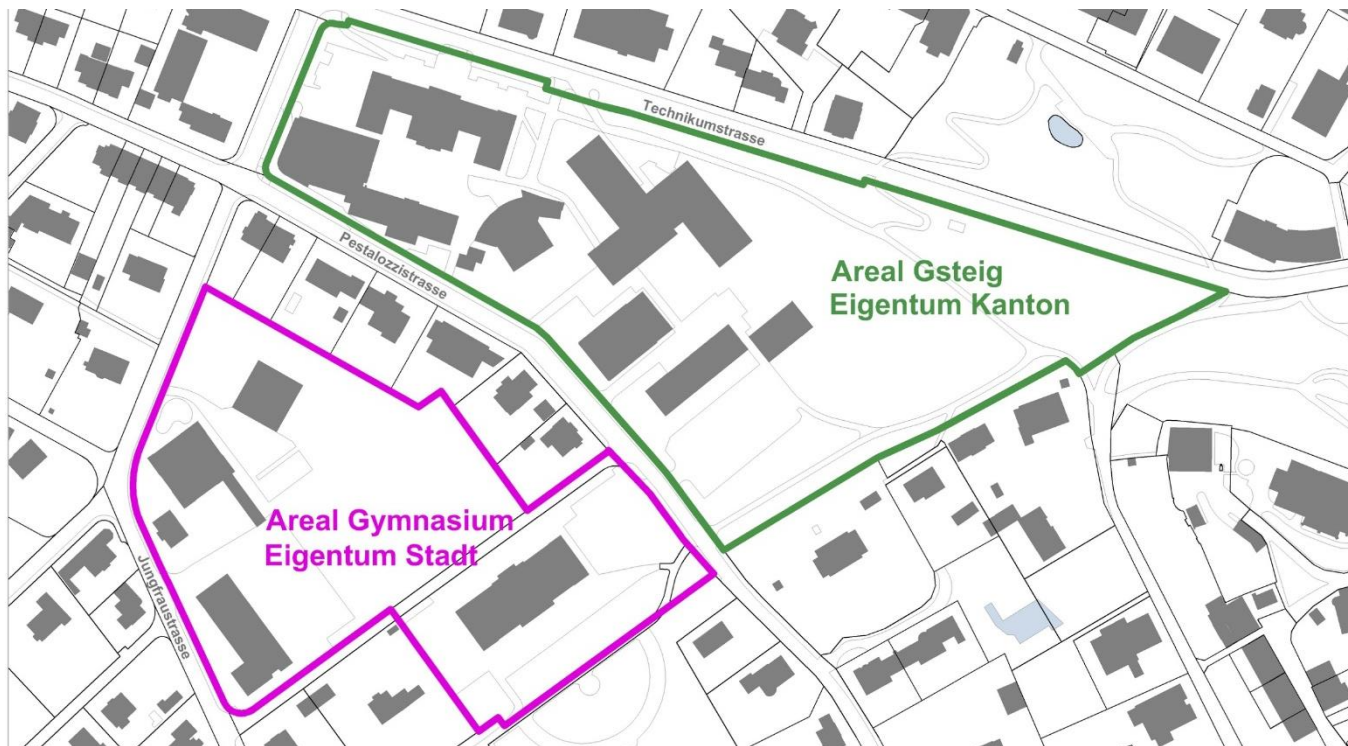 Technikumstrasse
Pestalozzistrasse
Areal Gsteig
Eigentum Kanton
Areal Gymnasium
Eigentum Stadt
Jungfraustrasse